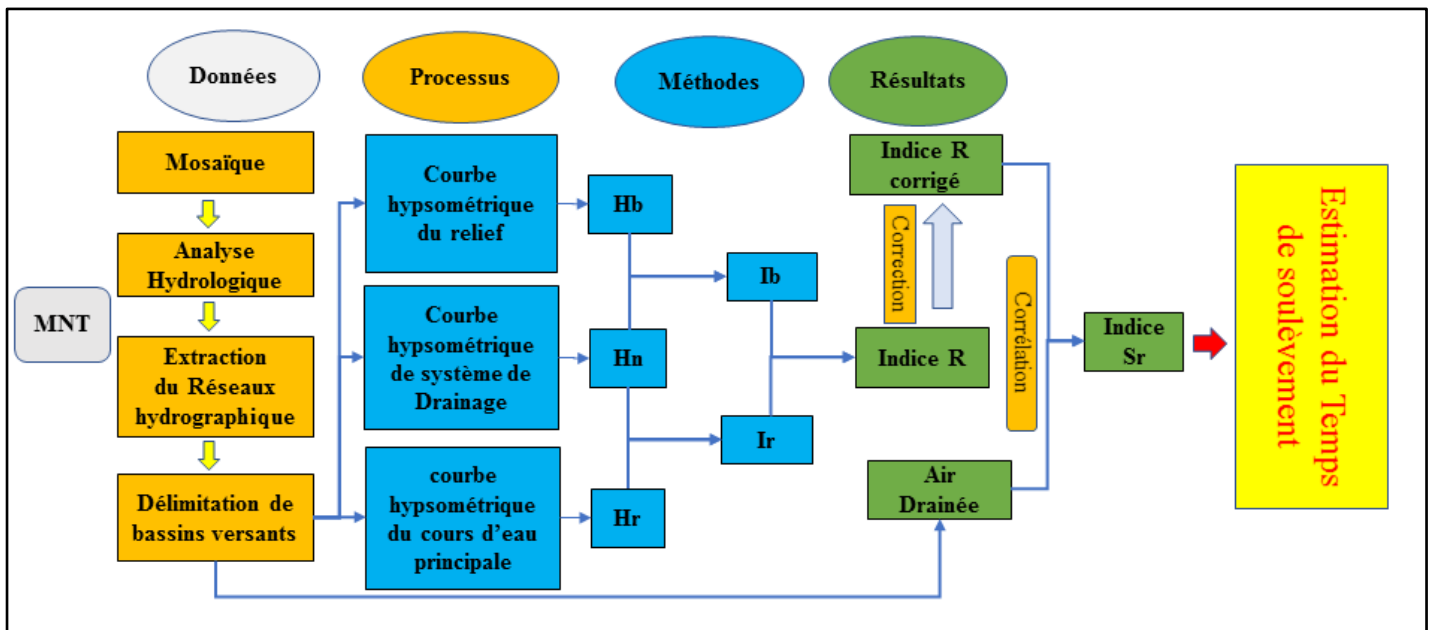 Données
Processus
Méthodes
Résultats
MNT
Mosaïque
Analyse
Hydrologique
Extraction
du Réseaux
hydrographique
Délimitation de
bassins versants
Courbe
hypsométrique
du relief
Courbe
hypsométrique
de système de
Drainage
courbe
hypsométrique
du cours d'eau
principale
Hb
Hn
Hr
Ib
Ir
Indice R
corrigé
Correction
Indice R
Air
Drainée
Corrélation
Indice
Sr
Estimation du Temps
de soulèvement